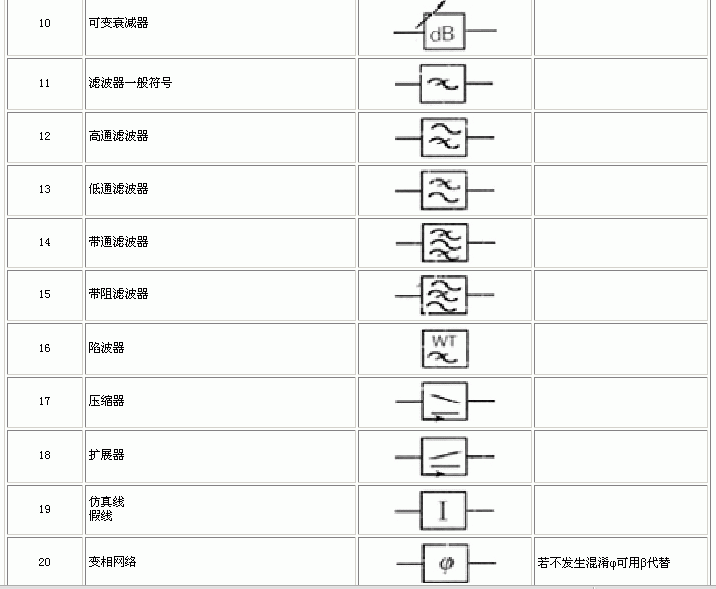 10 可变衰减器 dB
11 滤波器一般符号
12 高通滤波器
13 低通滤波器
14 带通滤波器
15 带阻滤波器
16 陷波器 WT
17 压缩器
18 扩展器
19 仿真线
假线 I
20 变相网络 φ 若不发生混淆φ可用β代替